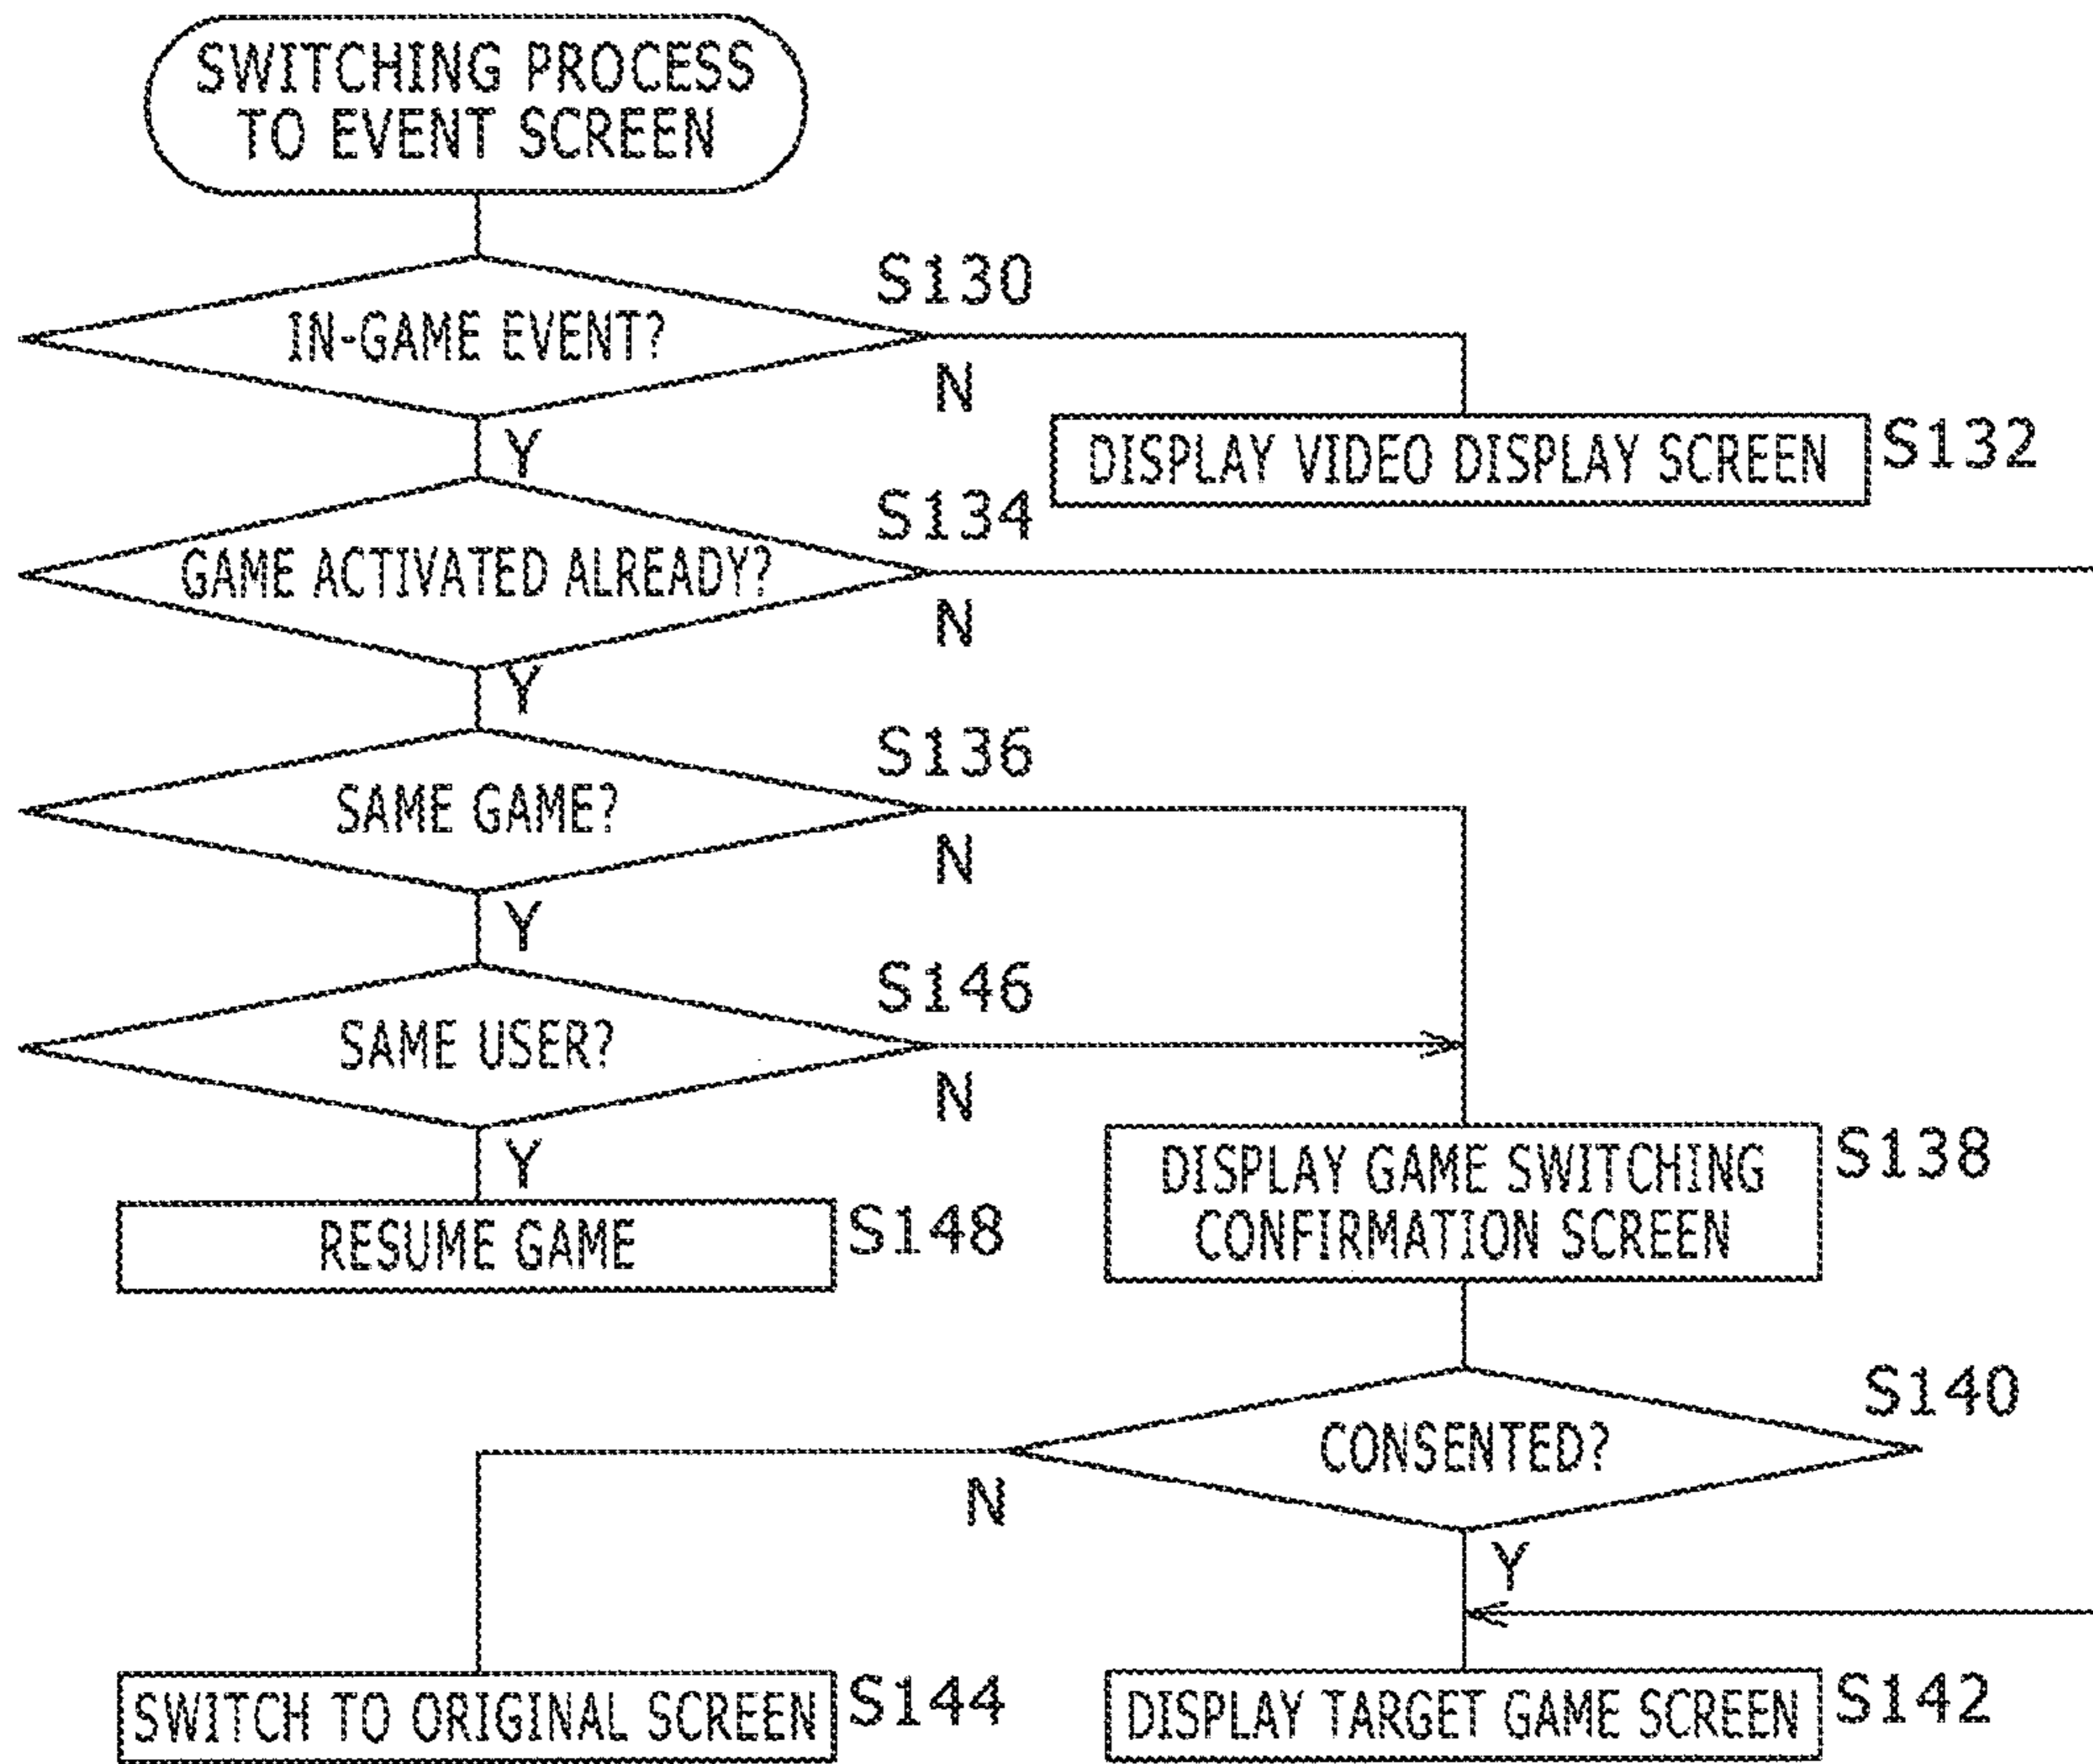 SWITCHING PROCESS
TO EVENT SCREEN
S130
IN-GAME EVENT?
N
Y
DISPLAY VIDEO DISPLAY SCREEN
S132
S134
GAME ACTIVATED ALREADY?
N
Y
S136
SAME GAME?
N
Y
S146
SAME USER?
N
Y
RESUME GAME
S148
DISPLAY GAME SWITCHING
CONFIRMATION SCREEN
S138
S140
CONSENTED?
N
Y
SWITCH TO ORIGINAL SCREEN
S144
DISPLAY TARGET GAME SCREEN
S142